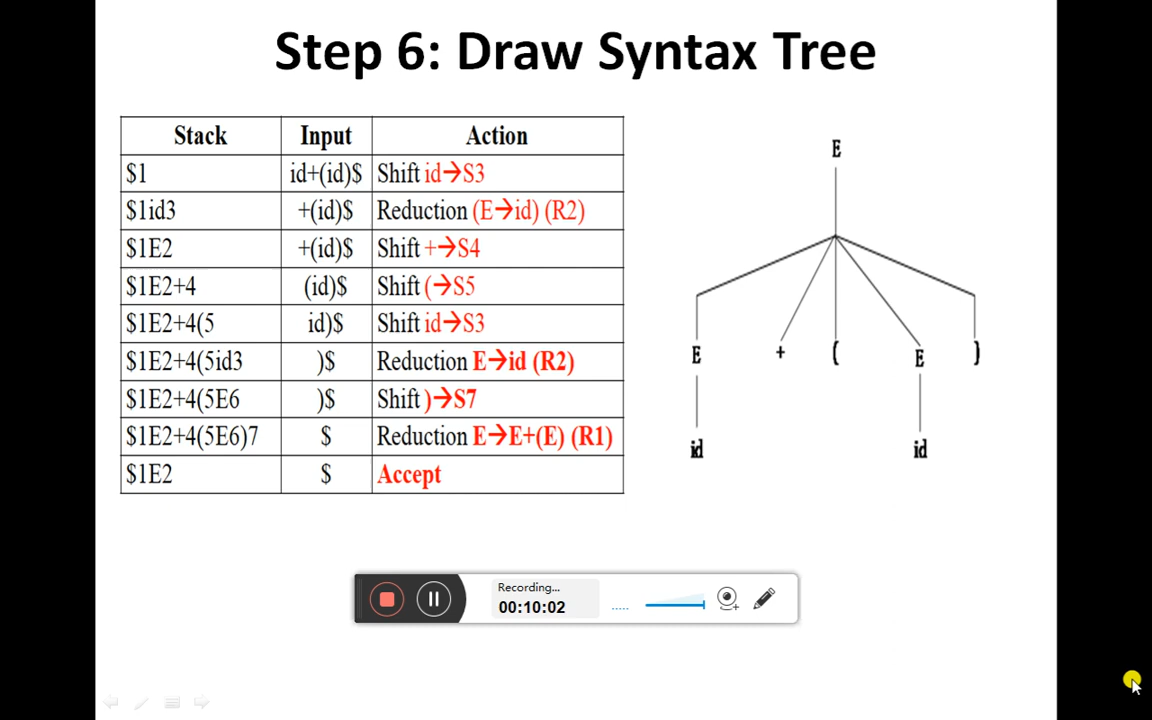 Step 6: Draw Syntax Tree
Stack Input Action
$1 id+(id)$ Shift id→S3
$1id3 +(id)$ Reduction (E→id) (R2)
$1E2 +(id)$ Shift +→S4
$1E2+4 (id)$ Shift (→S5
$1E2+4(5 id)$ Shift id→S3
$1E2+4(5id3 )$ Reduction E→id (R2)
$1E2+4(5E6 )$ Shift )→S7
$1E2+4(5E6)7 $ Reduction E→E+(E) (R1)
$1E2 $ Accept
E
E + ( E )
id id
Recording...
00:10:02